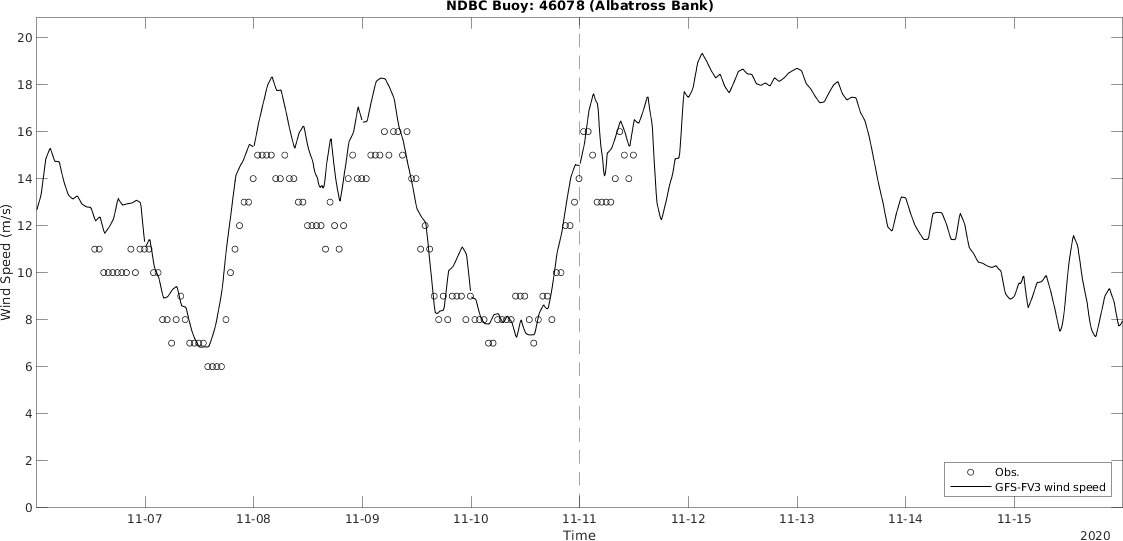 NDBC Buoy: 46078 (Albatross Bank)
20
18
16
14
12
10
8
6
4
2
0
Wind Speed (m/s)
11-07 11-08 11-09 11-10 11-11 11-12 11-13 11-14 11-15
Time
2020
Obs.
GFS-FV3 wind speed